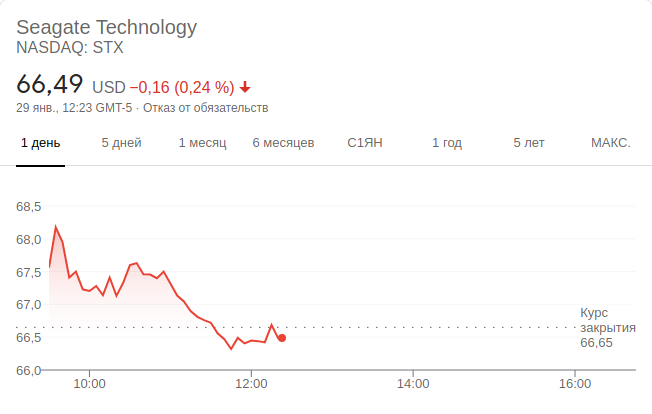 Seagate Technology
NASDAQ: STX
66,49 USD −0,16 (0,24 %)
29 янв., 12:23 GMT-5 · Отказ от обязательств
1 день 5 дней 1 месяц 6 месяцев С1ЯН 1 год 5 лет МАКС.
68,5
68,0
67,5
67,0
66,5
66,0
Курс
закрытия
66,65
10:00 12:00 14:00 16:00